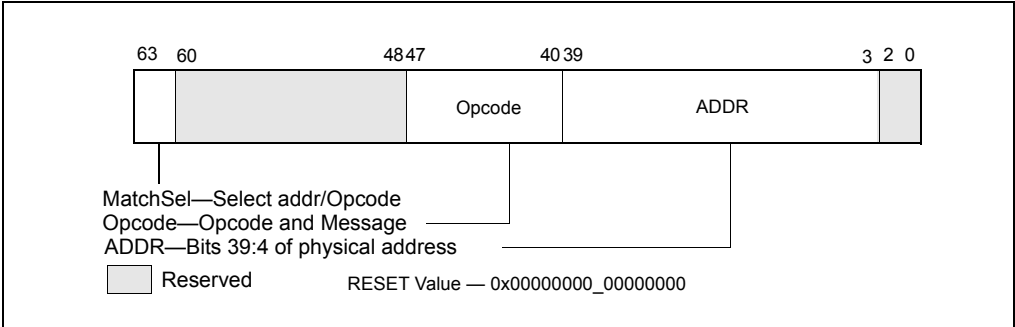 63 60 48 47 40 39 3 2 0
Opcode ADDR
MatchSel—Select addr/Opcode
Opcode—Opcode and Message
ADDR—Bits 39:4 of physical address
Reserved RESET Value — 0x00000000_00000000